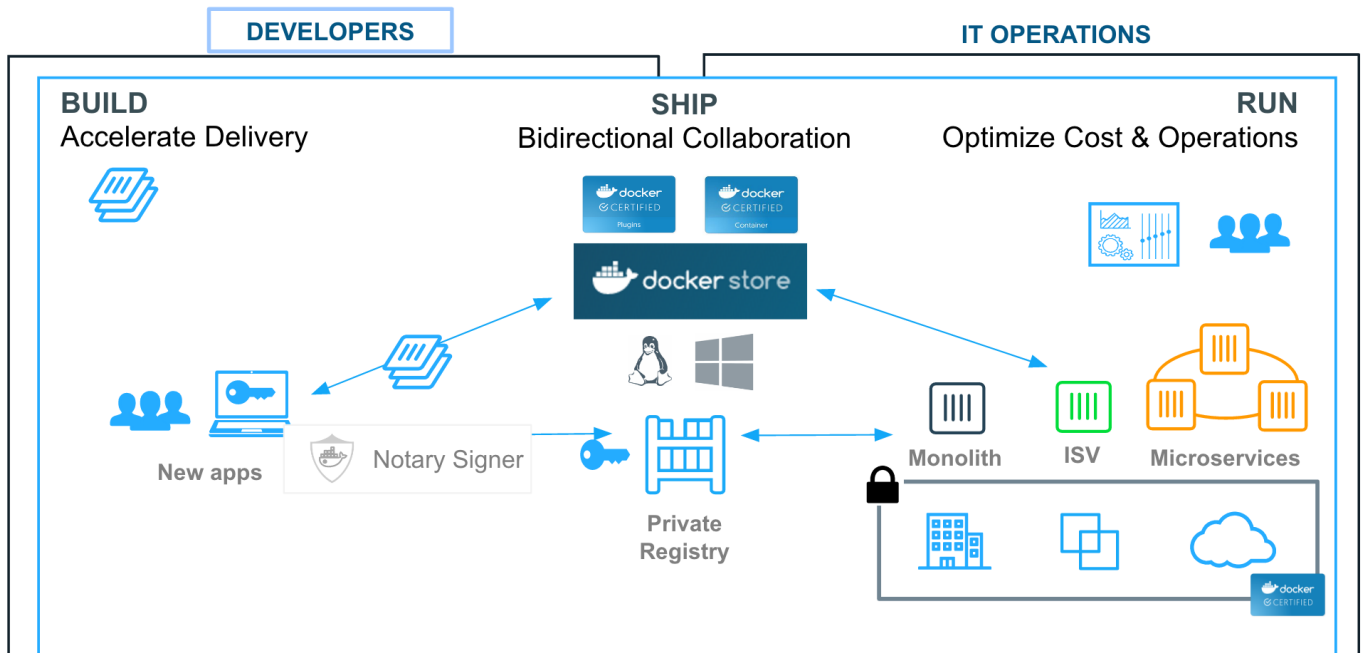 DEVELOPERS
IT OPERATIONS
BUILD
Accelerate Delivery
SHIP
Bidirectional Collaboration
RUN
Optimize Cost & Operations
docker
CERTIFIED
Plugins
docker
CERTIFIED
Container
docker store
New apps
Notary Signer
Private
Registry
Monolith
ISV
Microservices
docker
CERTIFIED